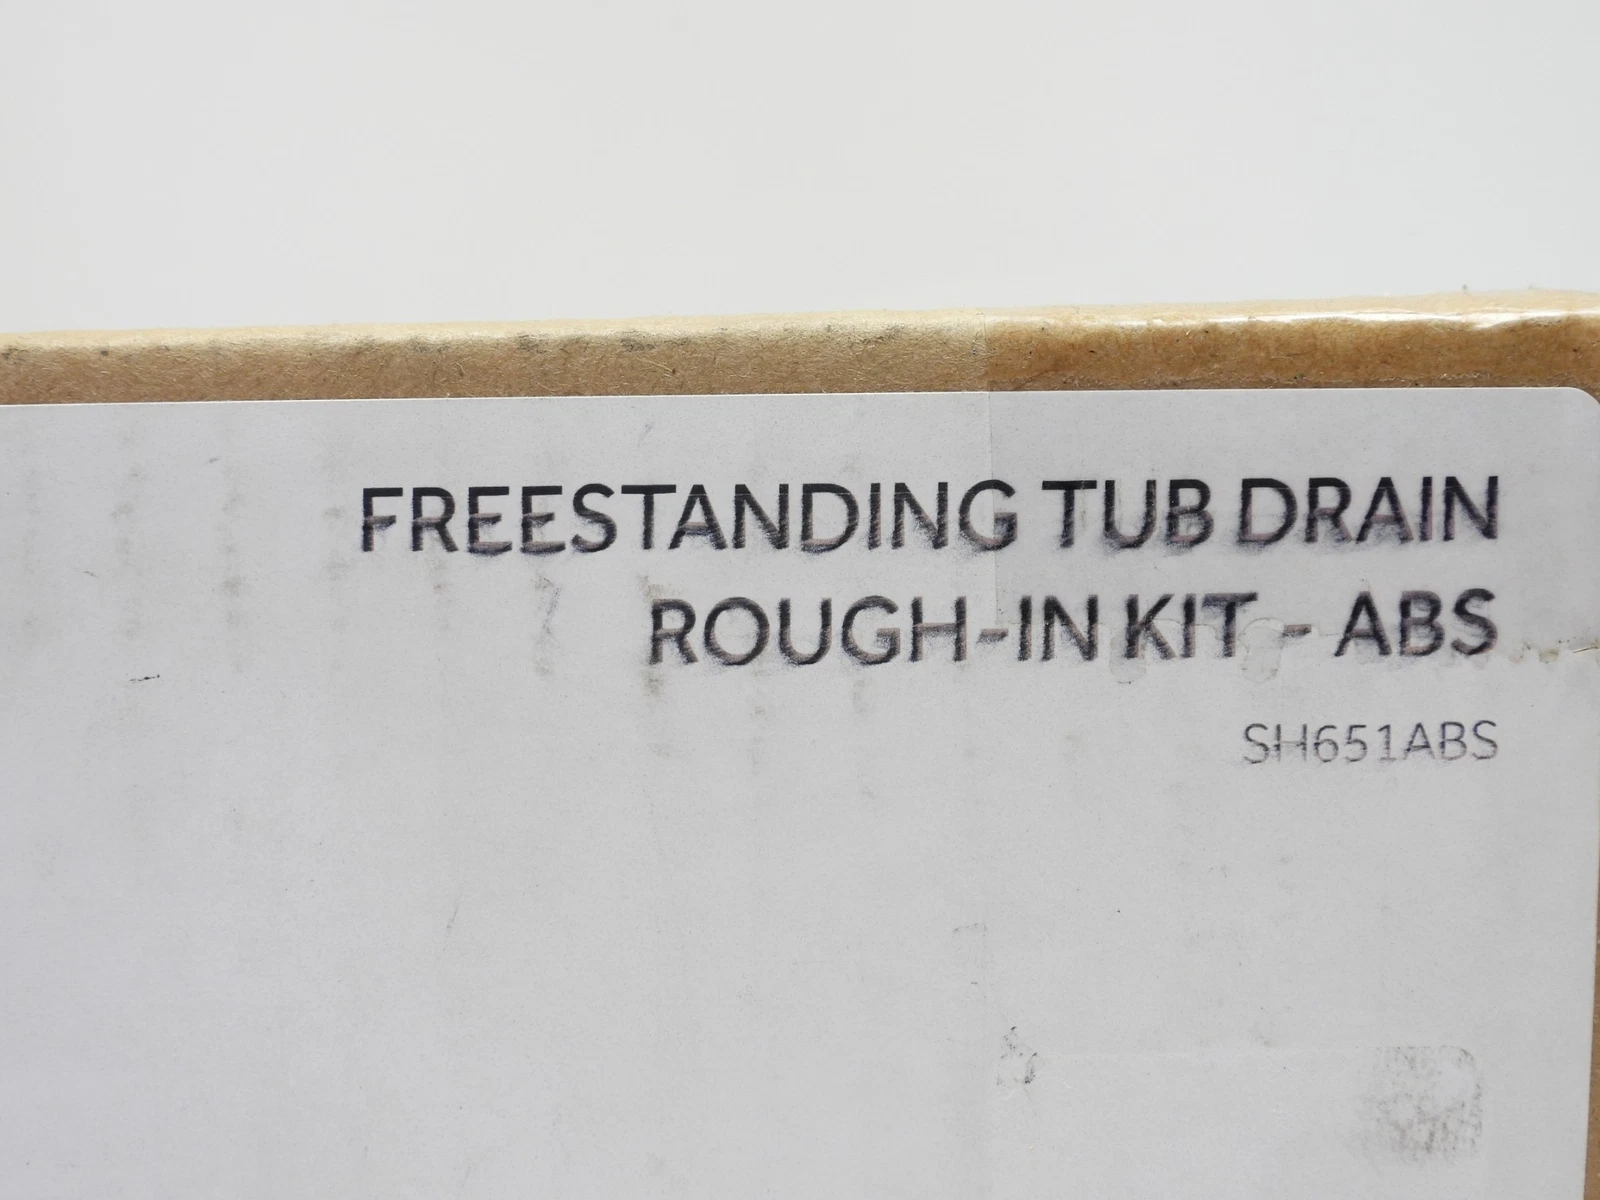 FREESTANDING TUB DRAIN
ROUGH-IN KIT - ABS
SH651ABS